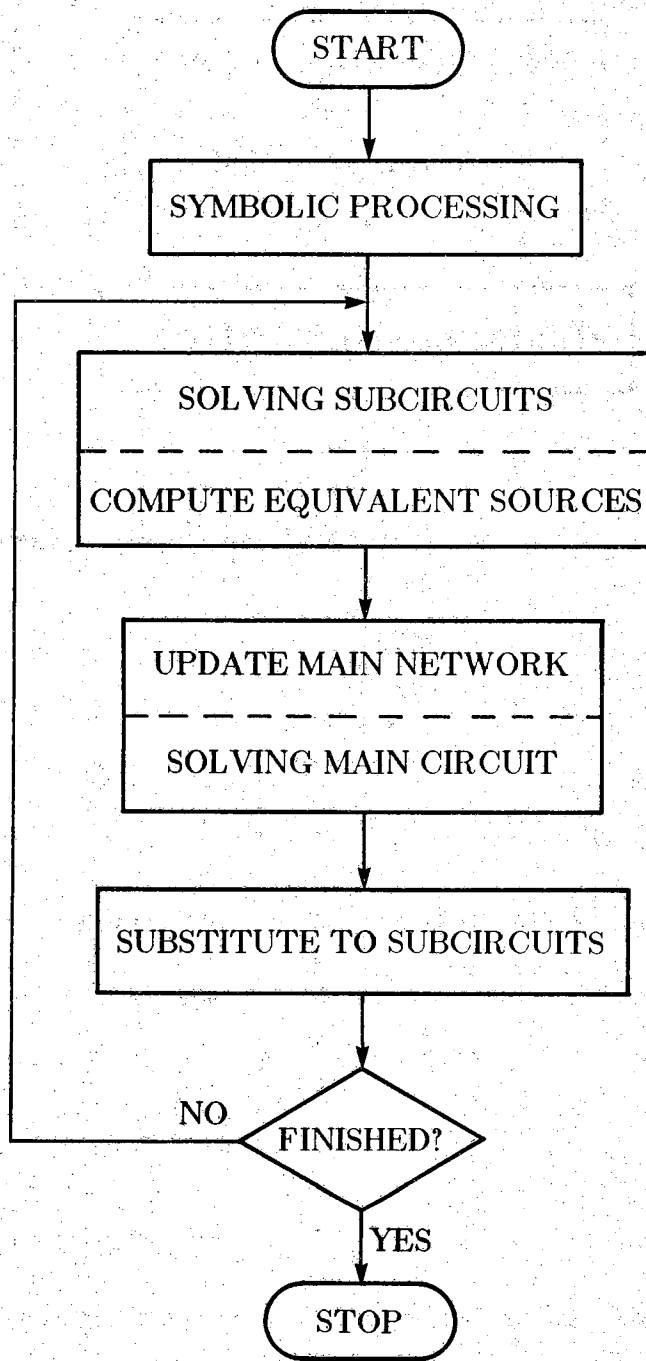 START
SYMBOLIC PROCESSING
SOLVING SUBCIRCUITS
COMPUTE EQUIVALENT SOURCES
UPDATE MAIN NETWORK
SOLVING MAIN CIRCUIT
SUBSTITUTE TO SUBCIRCUITS
NO
FINISHED?
YES
STOP